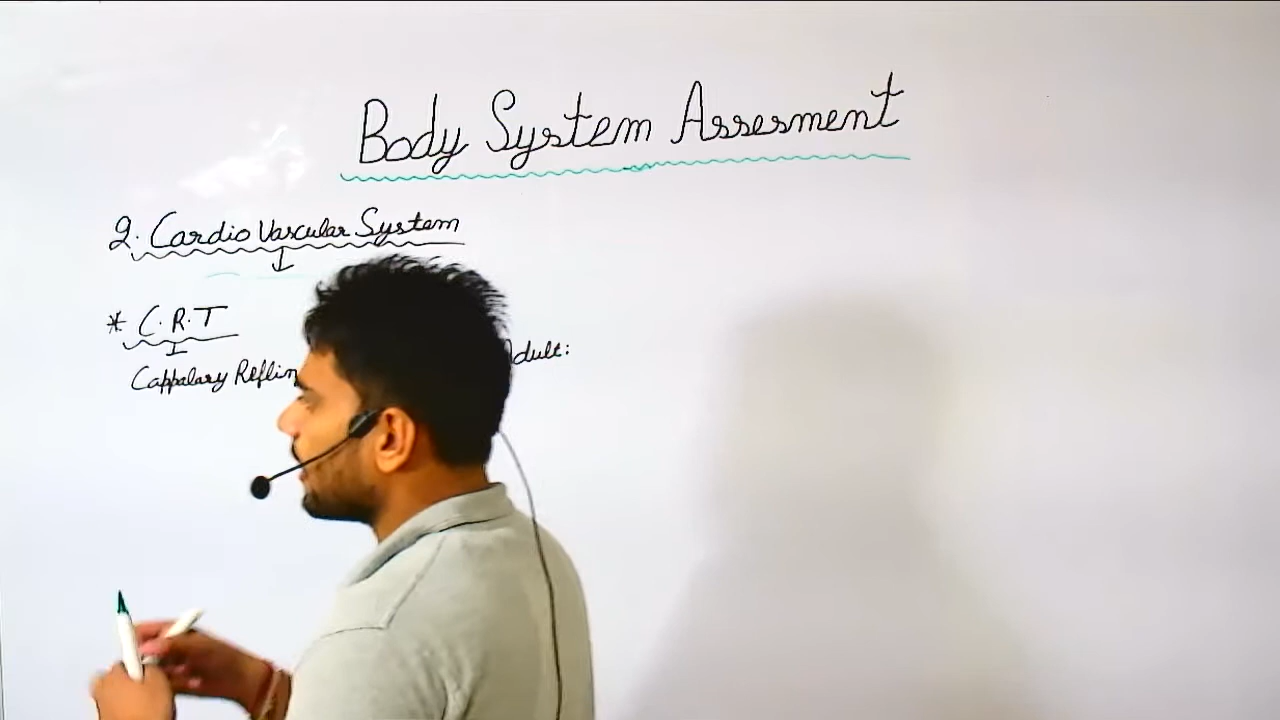 Body System Assesment
2. Cardio Vascular System
* C.R.T
Cappalary Reflin
dult: